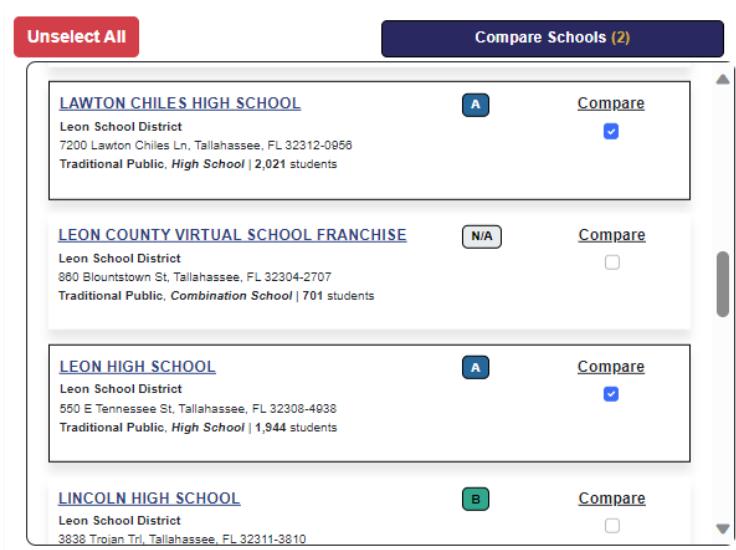 Unselect All
Compare Schools (2)
LAWTON CHILES HIGH SCHOOL
A
Compare
Leon School District
7200 Lawton Chiles Ln, Tallahassee, FL 32312-0956
Traditional Public, High School | 2,021 students
LEON COUNTY VIRTUAL SCHOOL FRANCHISE
N/A
Compare
Leon School District
860 Blountstown St, Tallahassee, FL 32304-2707
Traditional Public, Combination School | 701 students
LEON HIGH SCHOOL
A
Compare
Leon School District
550 E Tennessee St, Tallahassee, FL 32308-4938
Traditional Public, High School | 1,944 students
LINCOLN HIGH SCHOOL
B
Compare
Leon School District
3838 Trojan Trl, Tallahassee, FL 32311-3810